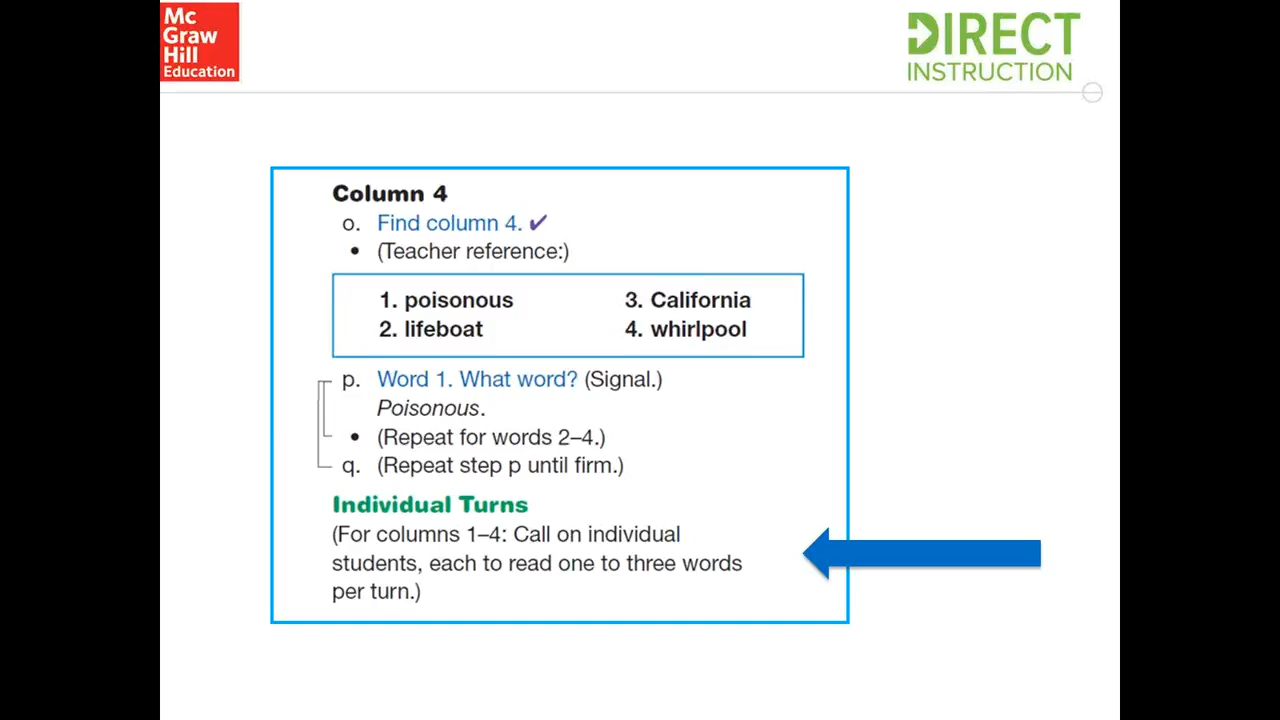 Mc
Graw
Hill
Education
DIRECT
INSTRUCTION
Column 4
o. Find column 4. ✔
• (Teacher reference:)
1. poisonous 3. California
2. lifeboat 4. whirlpool
p. Word 1. What word? (Signal.)
Poisonous.
• (Repeat for words 2–4.)
q. (Repeat step p until firm.)
Individual Turns
(For columns 1–4: Call on individual
students, each to read one to three words
per turn.)